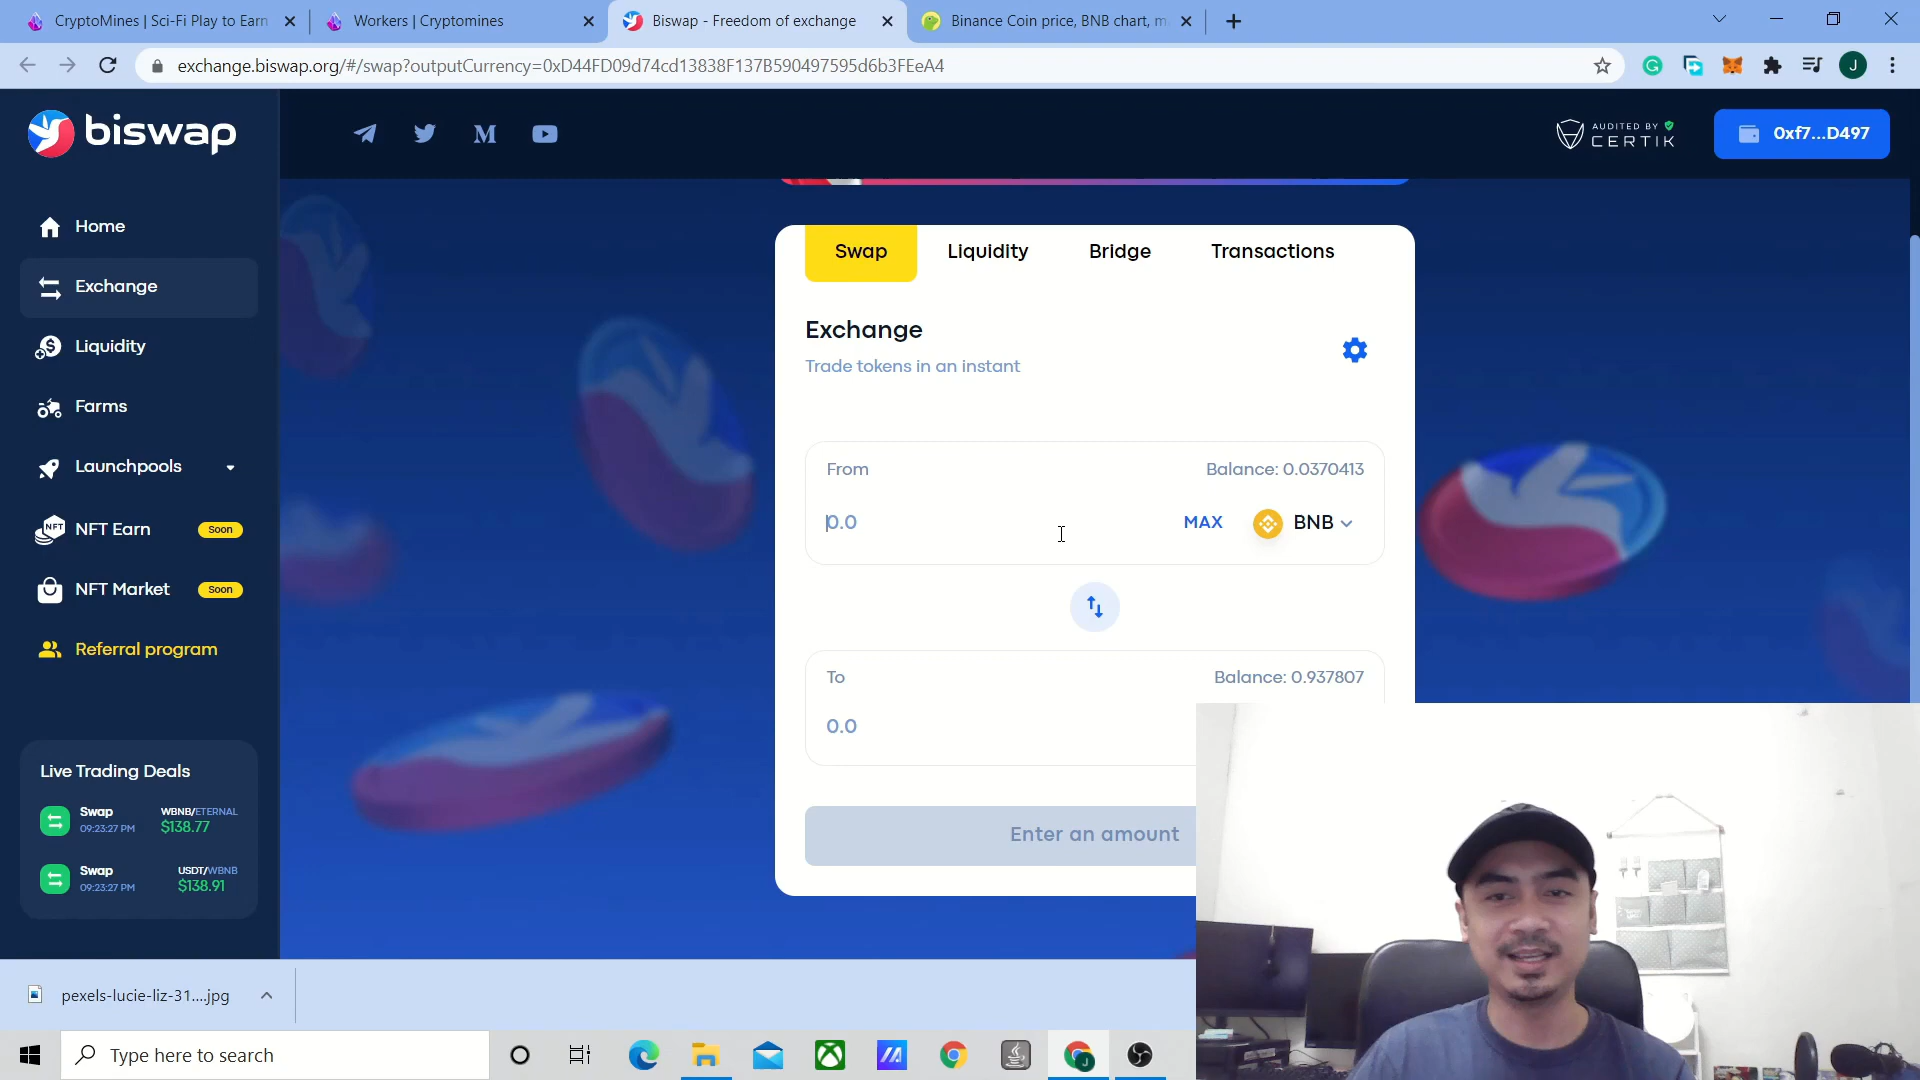 CryptoMines | Sci-Fi Play to Earn
Workers | Cryptomines
Biswap - Freedom of exchange
Binance Coin price, BNB chart, m
exchange.biswap.org/#/swap?outputCurrency=0xD44FD09d74cd13838F137B590497595d6b3FEeA4
J
biswap
M
AUDITED BY
CERTIK
0xf7...D497
Home
Exchange
Liquidity
Farms
Launchpools
NFT
NFT Earn
Soon
NFT Market
Soon
Referral program
Live Trading Deals
Swap
WBNB/ETERNAL
09:23:27 PM
$138.77
Swap
USDT/WBNB
09:23:27 PM
$138.91
Swap
Liquidity
Bridge
Transactions
Exchange
Trade tokens in an instant
From
Balance: 0.0370413
0.0
MAX
BNB
To
Balance: 0.937807
0.0
Enter an amount
pexels-lucie-liz-31....jpg
Type here to search